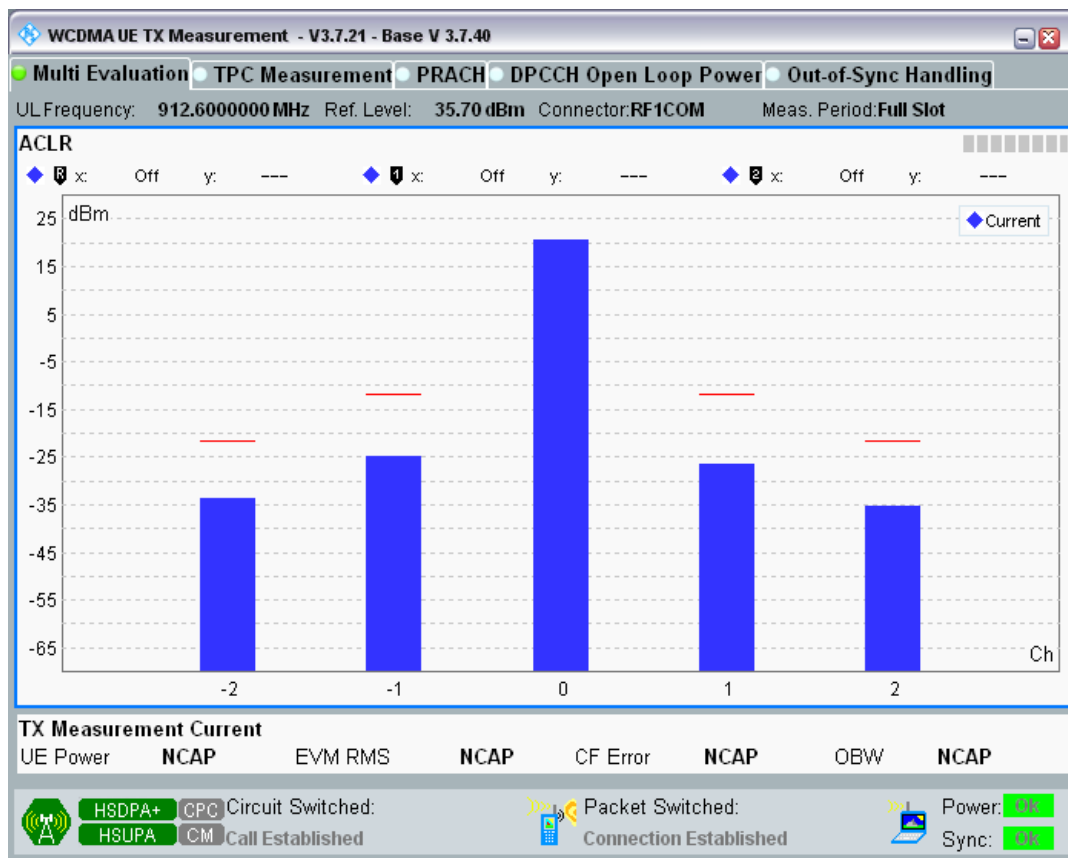 WCDMA UE TX Measurement - V3.7.21 - Base V 3.7.40
Multi Evaluation TPC Measurement PRACH DPCCH Open Loop Power Out-of-Sync Handling
UL Frequency: 912.6000000 MHz Ref. Level: 35.70 dBm Connector:RF1COM Meas. Period:Full Slot
ACLR
R x: Off y: --- 1 x: Off y: --- 2 x: Off y: ---
dBm
Current
25
15
5
-5
-15
-25
-35
-45
-55
-65
Ch
-2 -1 0 1 2
TX Measurement Current
UE Power NCAP EVM RMS NCAP CF Error NCAP OBW NCAP
HSDPA+ CPC Circuit Switched: Packet Switched: Power: OK
HSUPA CM Call Established Connection Established Sync: OK